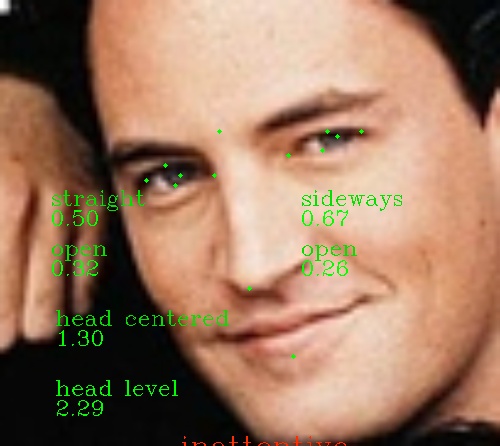 straight sideways
0.50 0.67
open open
0.32 0.26
head centered
1.30
head level
2.29
inattentive